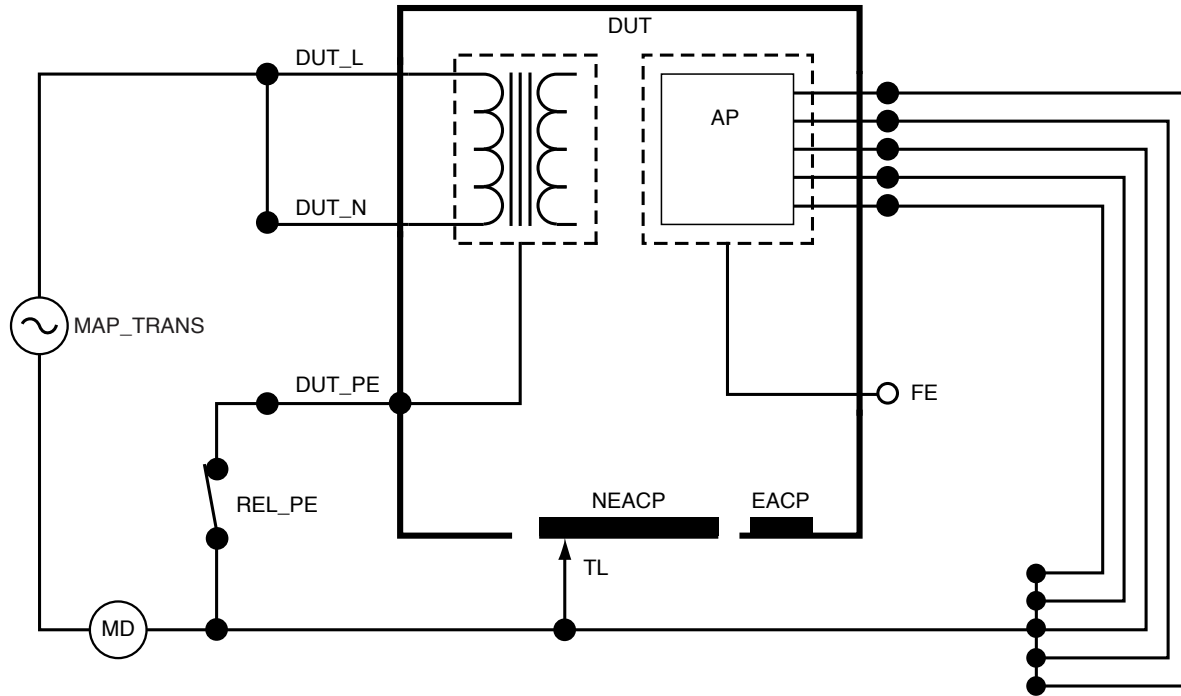 DUT
DUT_L
AP
DUT_N
MAP_TRANS
DUT_PE
FE
REL_PE
NEACP
EACP
TL
MD